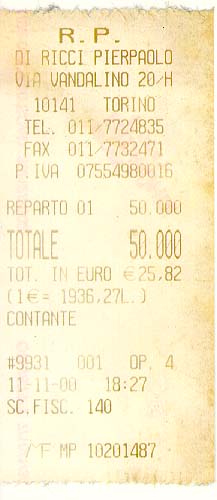 R.P.
DI RICCI PIERPAOLO
VIA VANDALINO 20/H
10141 TORINO
TEL. 011/7724835
FAX 011/7732471
P.IVA 07554980016
REPARTO 01 50.000
TOTALE 50.000
TOT. IN EURO €25,82
(1€= 1936,27L.)
CONTANTE
#9931 001 OP. 4
11-11-00 18:27
SC.FISC. 140
MF MP 10201487